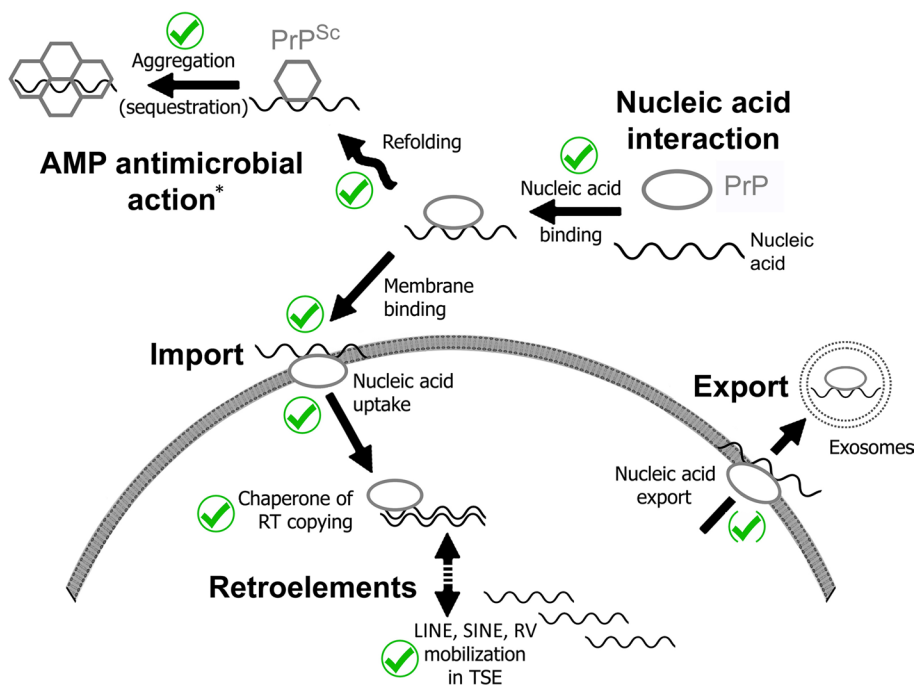 PrP^Sc
Aggregation
(sequestration)
AMP antimicrobial
action*
Refolding
Nucleic acid
interaction
Nucleic acid
binding
PrP
Nucleic
acid
Membrane
binding
Import
Nucleic acid
uptake
Export
Exosomes
Nucleic acid
export
Chaperone of
RT copying
Retroelements
LINE, SINE, RV
mobilization
in TSE